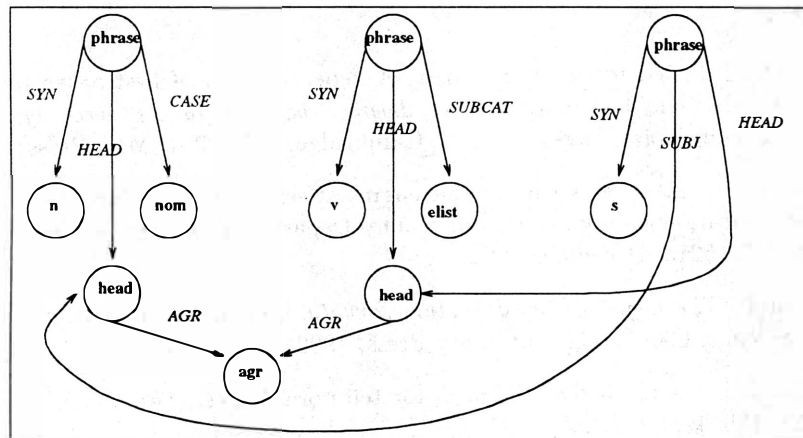 phrase phrase phrase
SYN CASE SYN SUBCAT SYN HEAD
HEAD HEAD SUBJ
n nom v elist s
head head
AGR AGR
agr